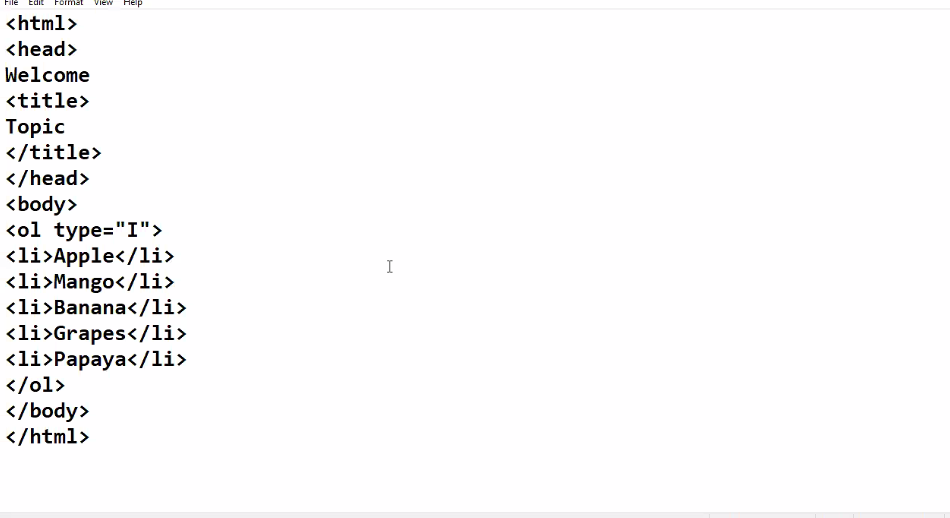 File Edit Format View Help
<html>
<head>
Welcome
<title>
Topic
</title>
</head>
<body>
<ol type="I">
<li>Apple</li>
<li>Mango</li>
<li>Banana</li>
<li>Grapes</li>
<li>Papaya</li>
</ol>
</body>
</html>